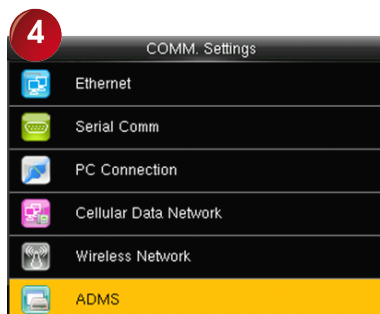 4
COMM. Settings
Ethernet
Serial Comm
PC Connection
Cellular Data Network
Wireless Network
ADMS